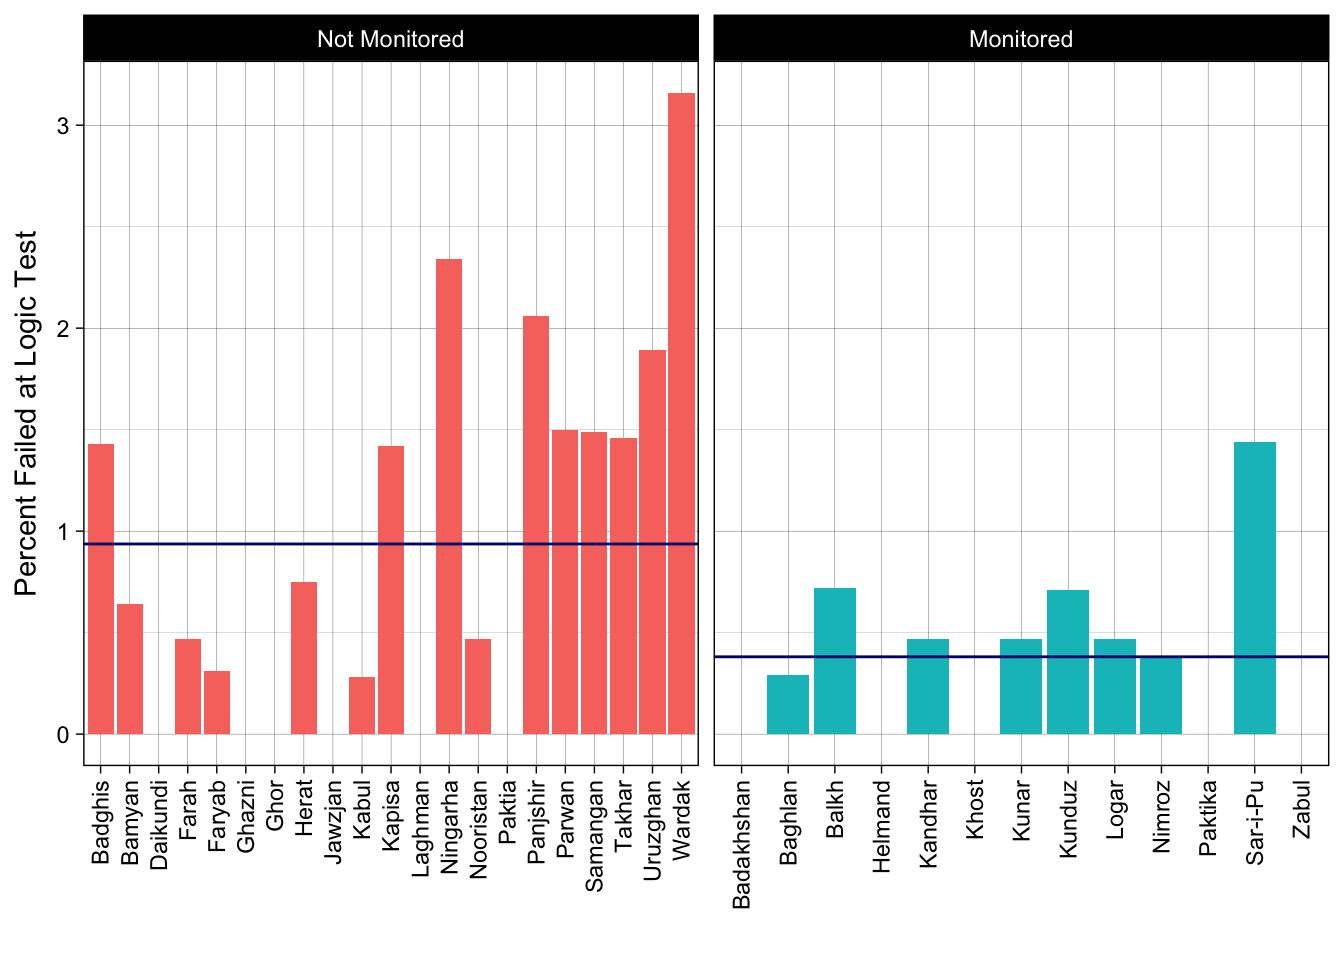 Not Monitored
Monitored
Percent Failed at Logic Test
3
2
1
0
Badghis
Bamyan
Daikundi
Farah
Faryab
Ghazni
Ghor
Herat
Jawzjan
Kabul
Kapisa
Laghman
Ningarha
Nooristan
Paktia
Panjshir
Parwan
Samangan
Takhar
Uruzghan
Wardak
Badakhshan
Baghlan
Balkh
Helmand
Kandhar
Khost
Kunar
Kunduz
Logar
Nimroz
Paktika
Sar-i-Pu
Zabul